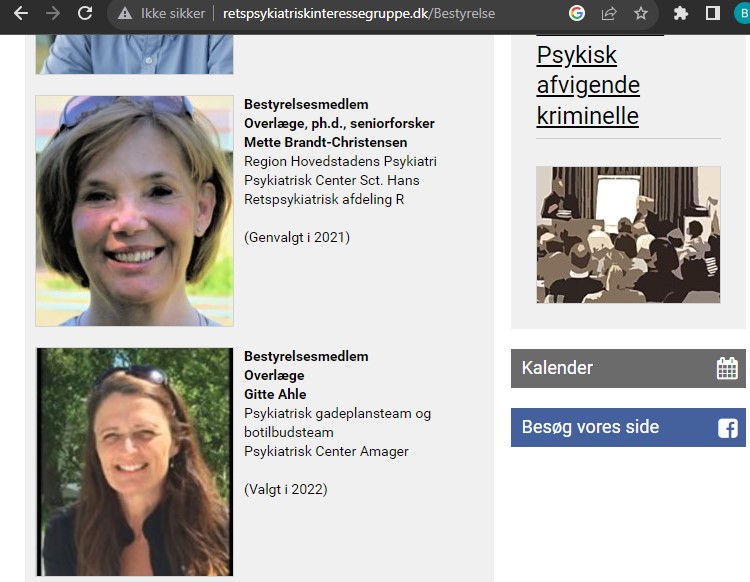 Ikke sikker
retspsykiatriskinteressegruppe.dk/Bestyrelse
B
Bestyrelsesmedlem
Overlæge, ph.d., seniorforsker
Mette Brandt-Christensen
Region Hovedstadens Psykiatri
Psykiatrisk Center Sct. Hans
Retspsykiatrisk afdeling R
(Genvalgt i 2021)
Bestyrelsesmedlem
Overlæge
Gitte Ahle
Psykiatrisk gadeplansteam og
botilbudsteam
Psykiatrisk Center Amager
(Valgt i 2022)
Psykisk
afvigende
kriminelle
Kalender
Besøg vores side